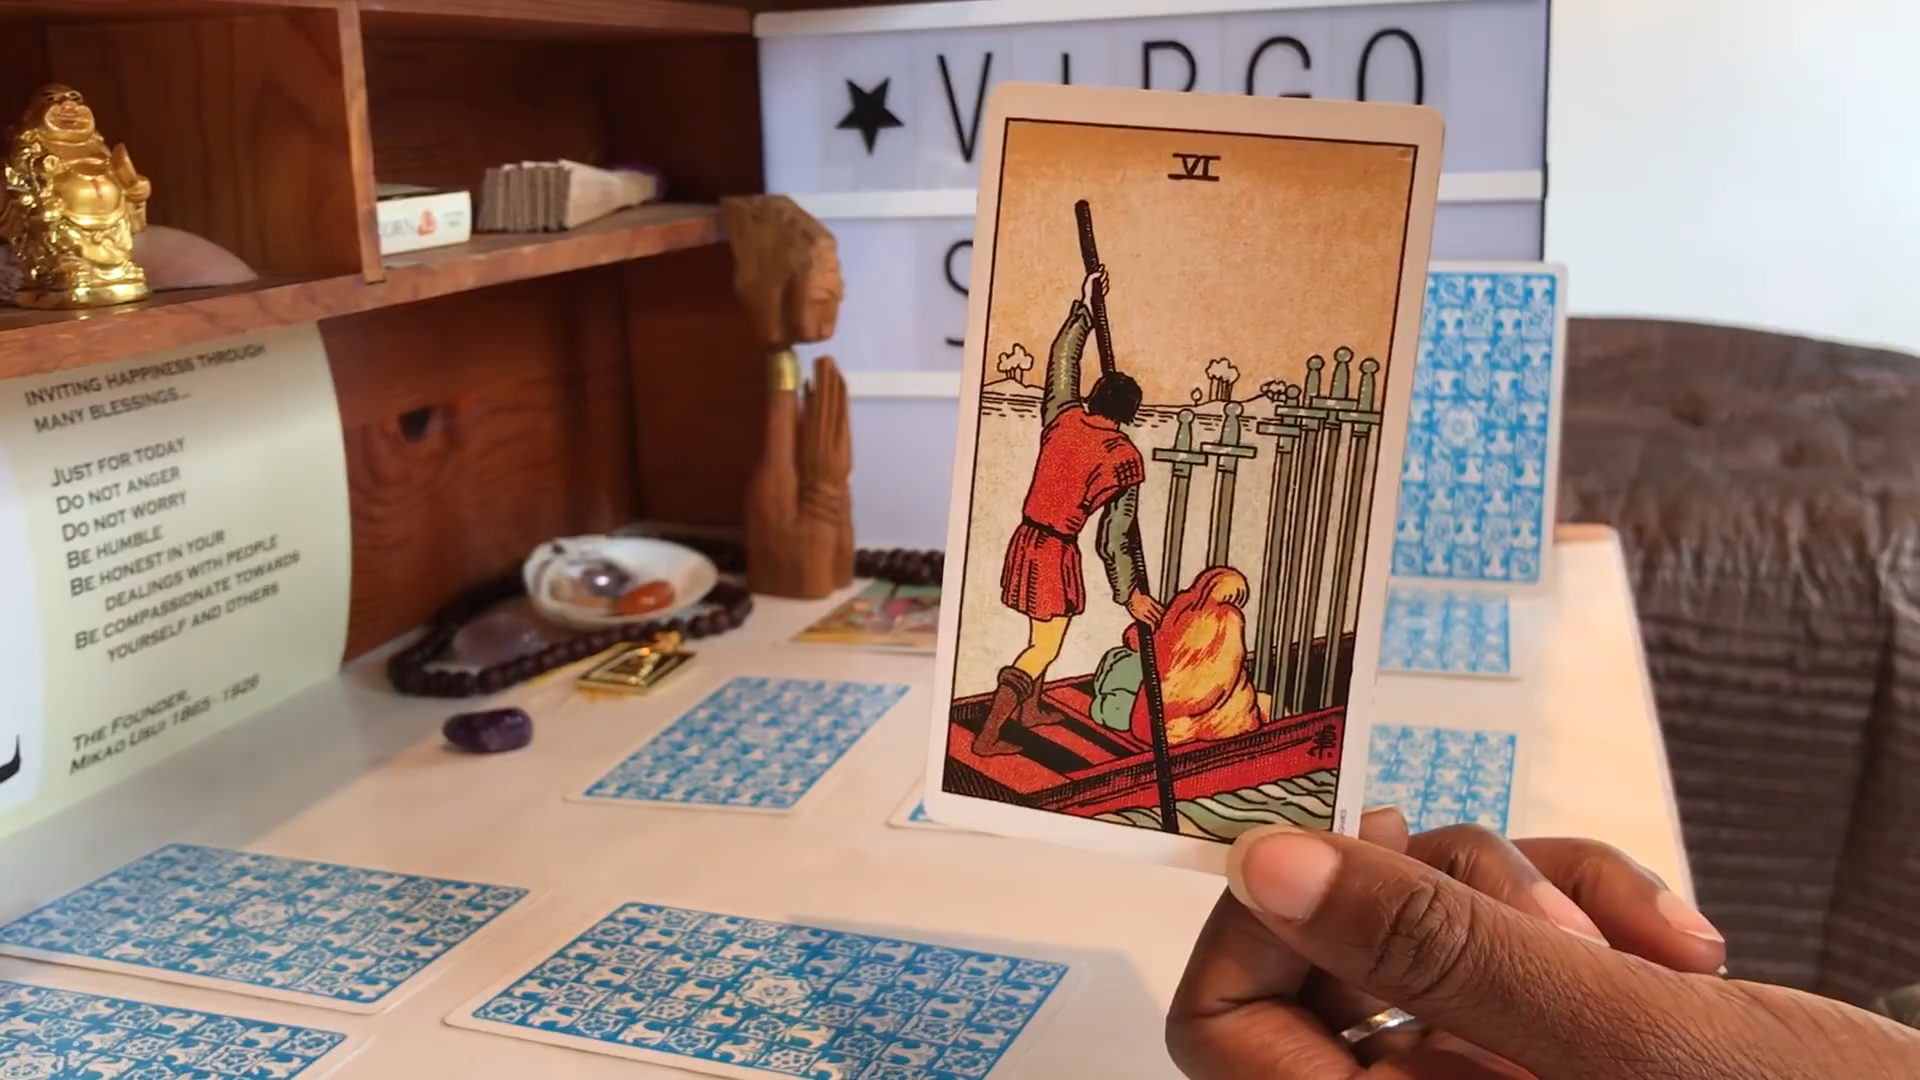 INVITING HAPPINESS THROUGH
MANY BLESSINGS...
JUST FOR TODAY
DO NOT ANGER
DO NOT WORRY
BE HUMBLE
BE HONEST IN YOUR
DEALINGS WITH PEOPLE
BE COMPASSIONATE TOWARDS
YOURSELF AND OTHERS
THE FOUNDER,
MIKAO USUI 1865-1926
★ VIRGO
S
VI